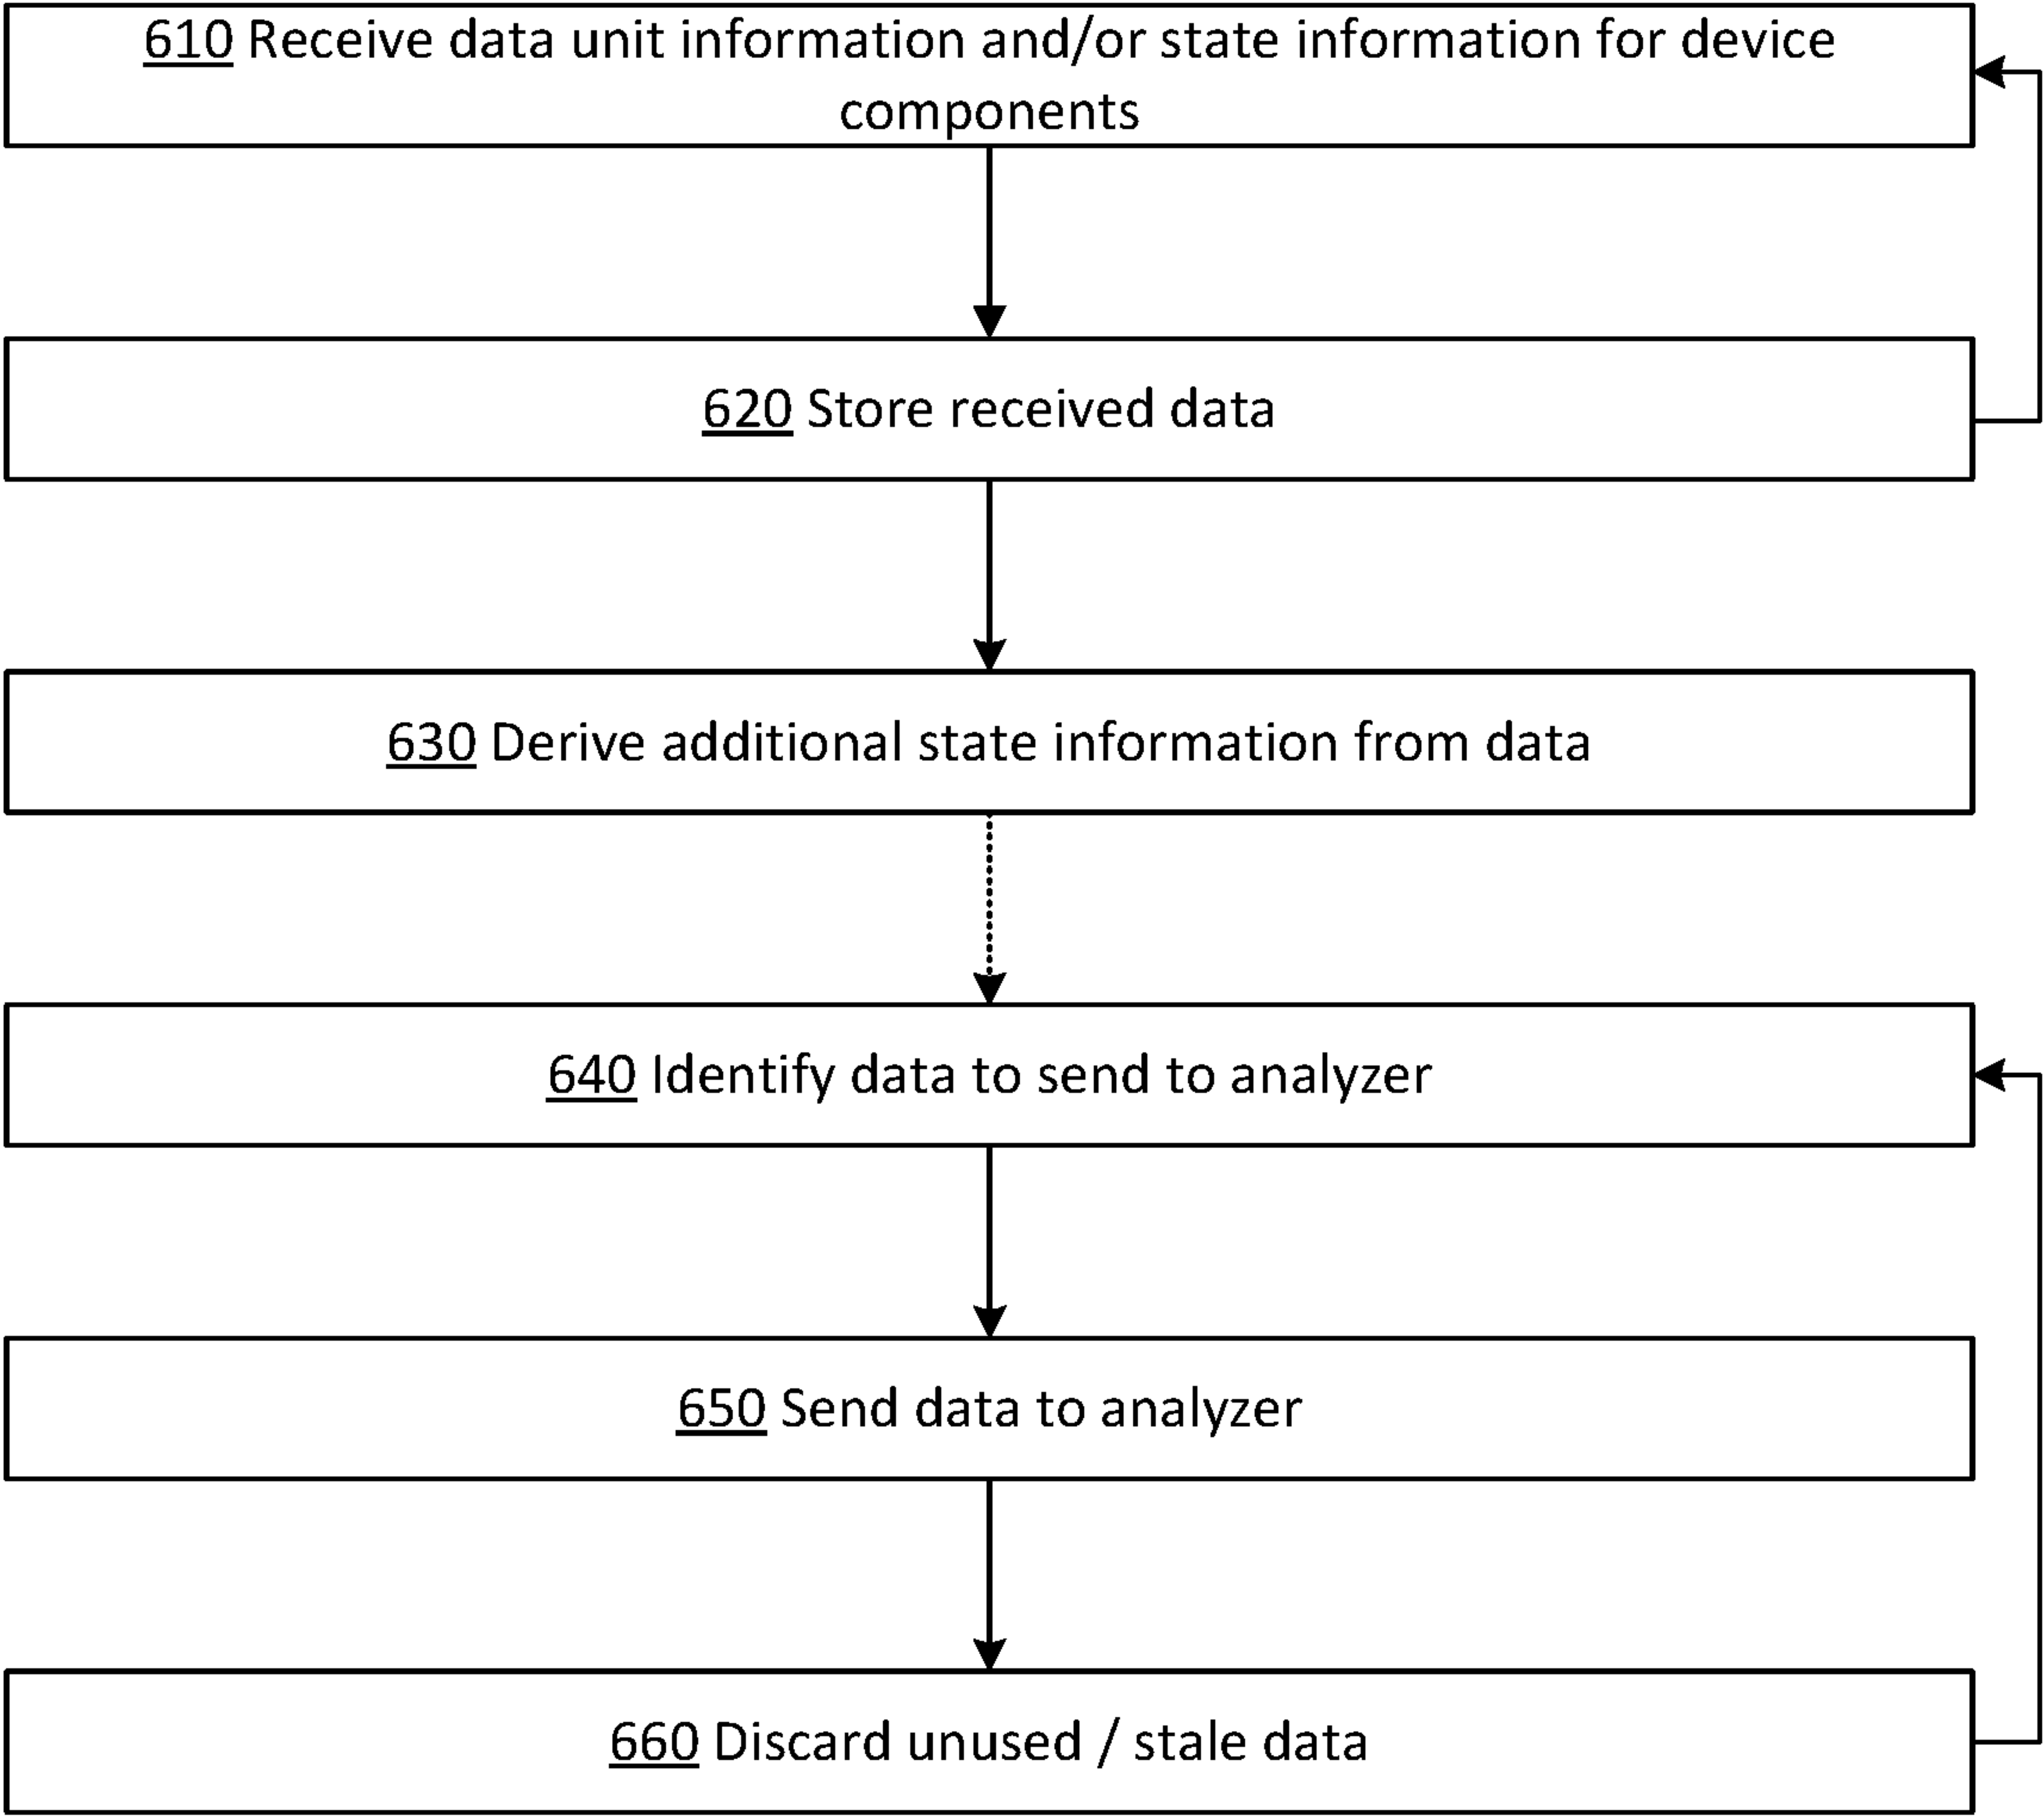 610 Receive data unit information and/or state information for device
components
620 Store received data
630 Derive additional state information from data
640 Identify data to send to analyzer
650 Send data to analyzer
660 Discard unused / stale data